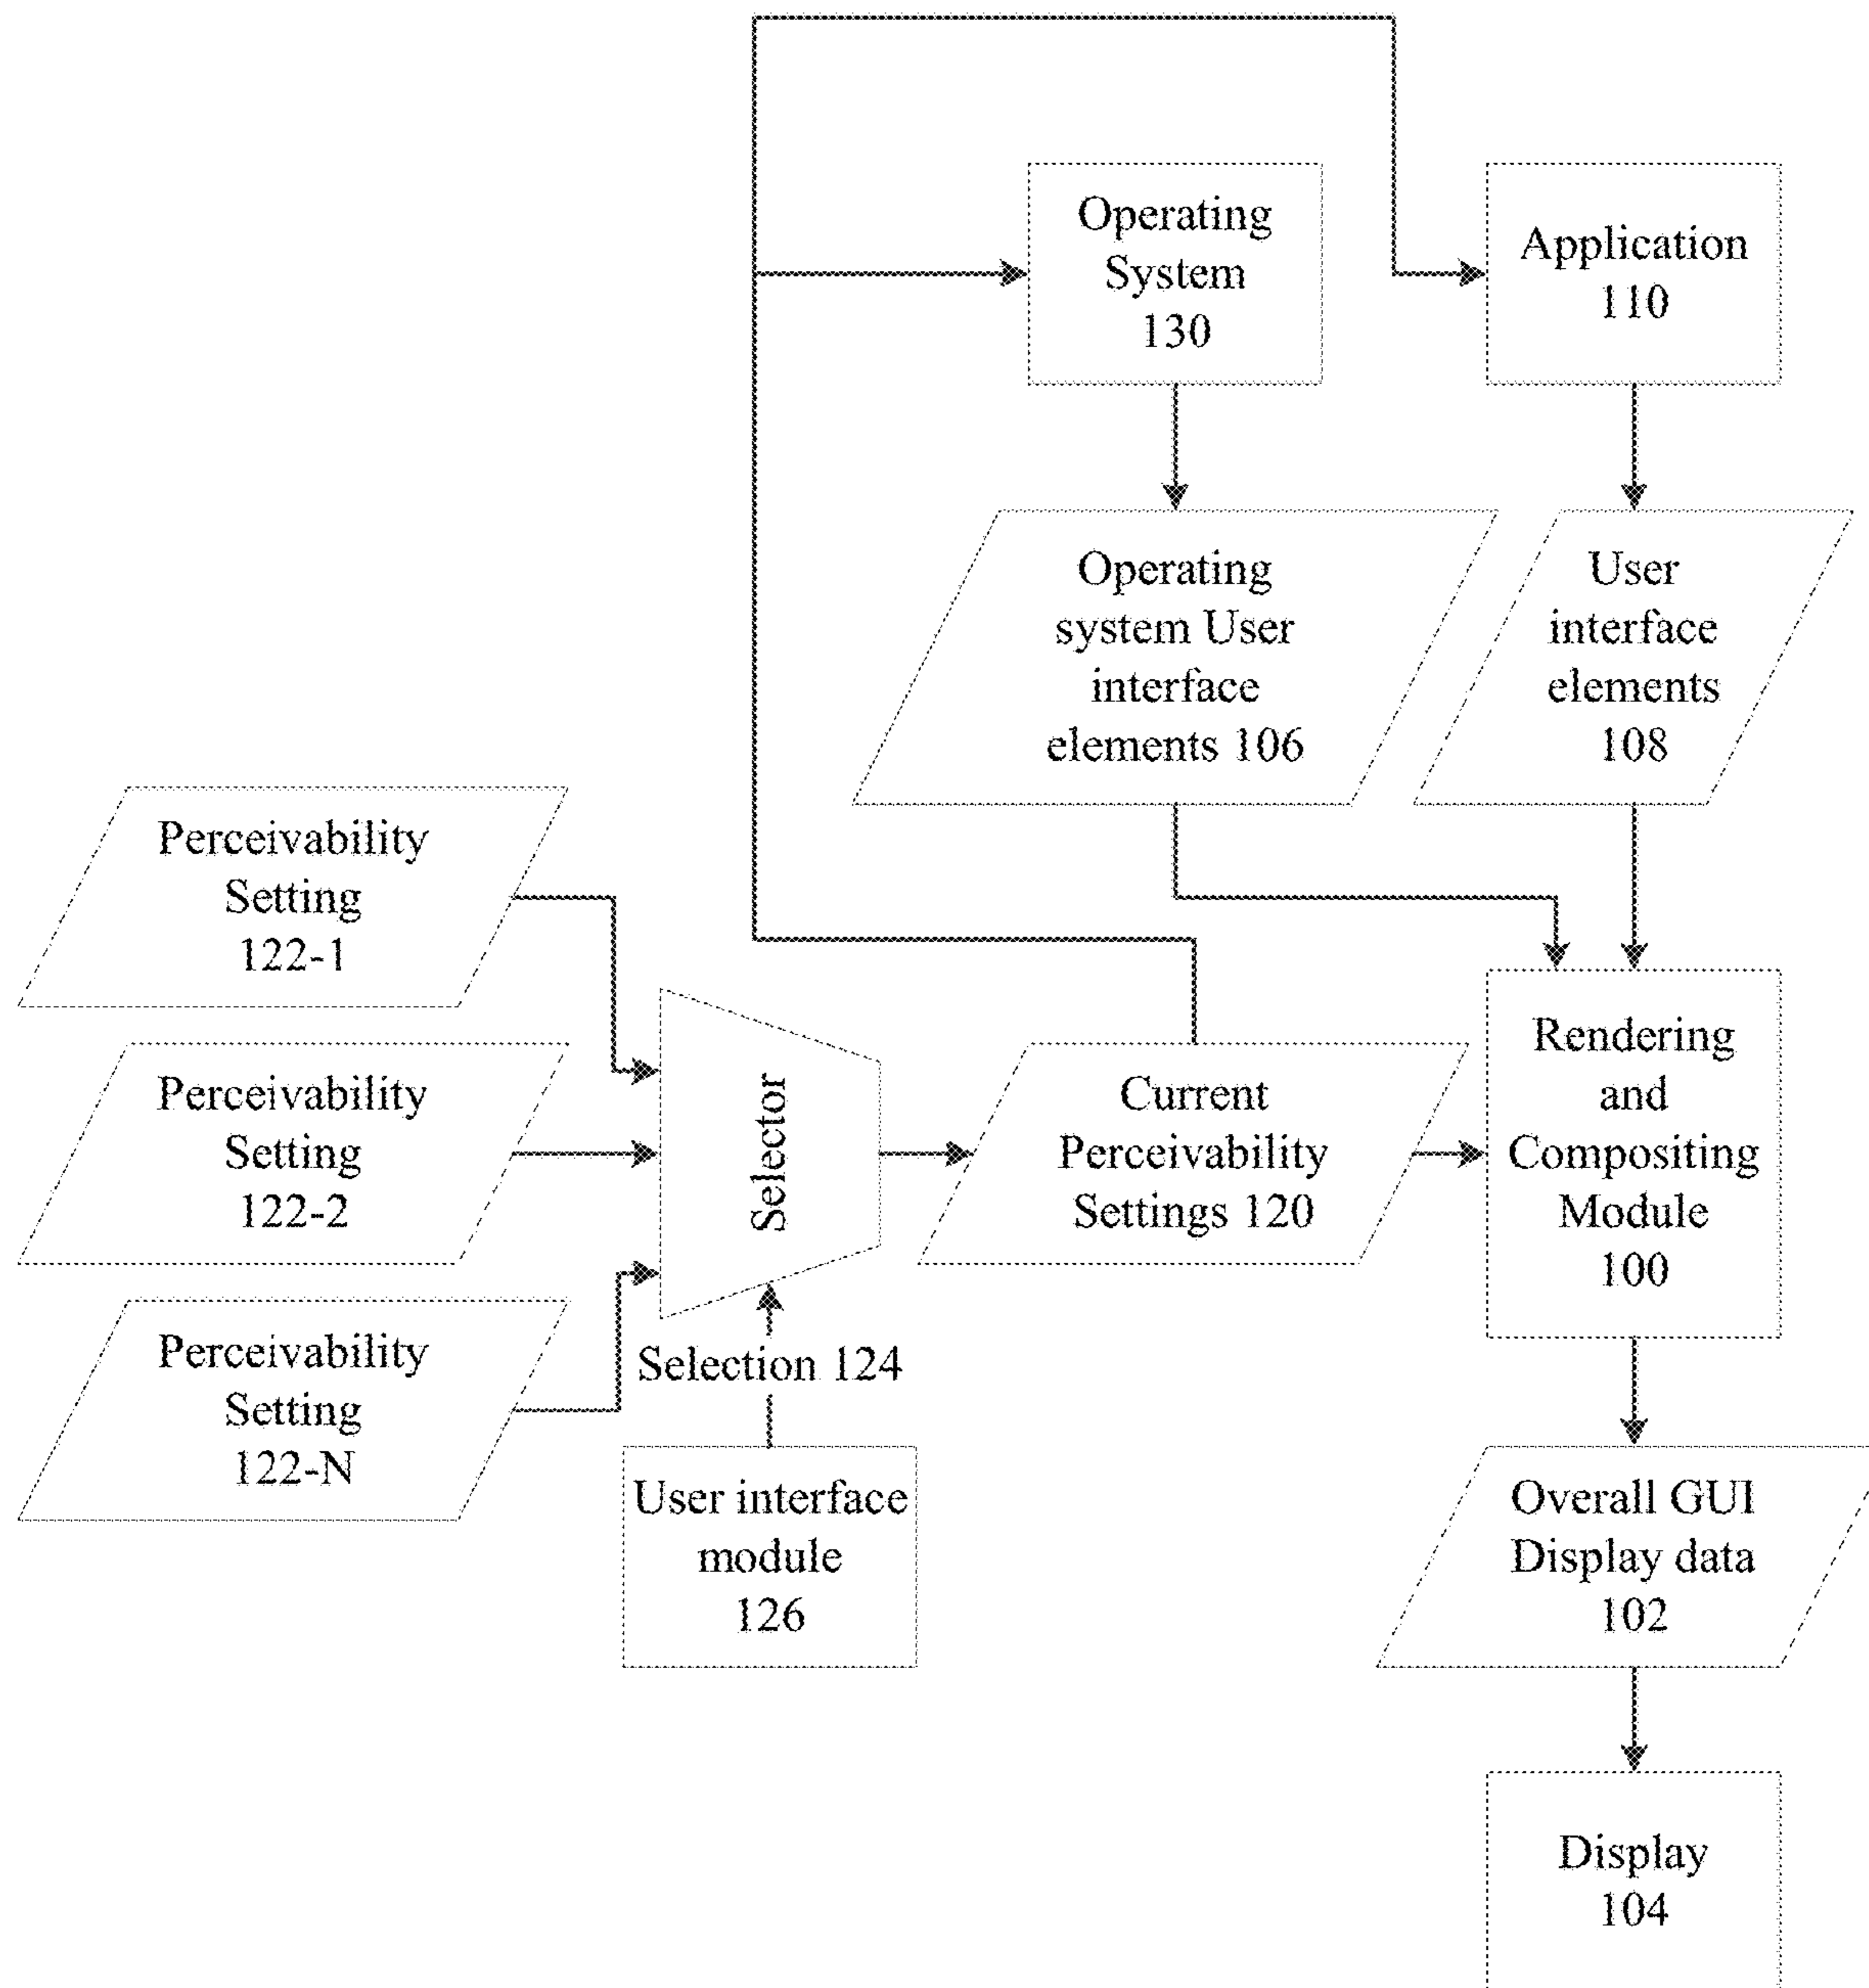 Operating
System
130
Application
110
Operating
system User
interface
elements 106
User
interface
elements
108
Perceivability
Setting
122-1
Perceivability
Setting
122-2
Perceivability
Setting
122-N
Selector
Selection 124
User interface
module
126
Current
Perceivability
Settings 120
Rendering
and
Compositing
Module
100
Overall GUI
Display data
102
Display
104